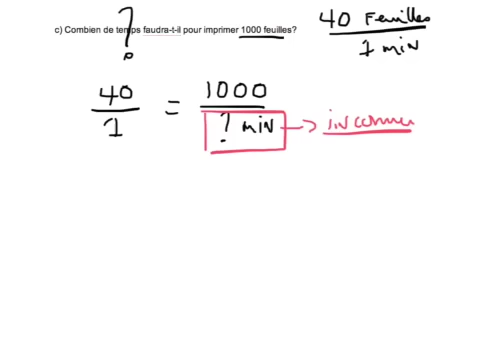 c) Combien de temps faudra-t-il pour imprimer 1000 feuilles?
?
40 Feuilles
1 min
40 = 1000
1 ? min → inconnu